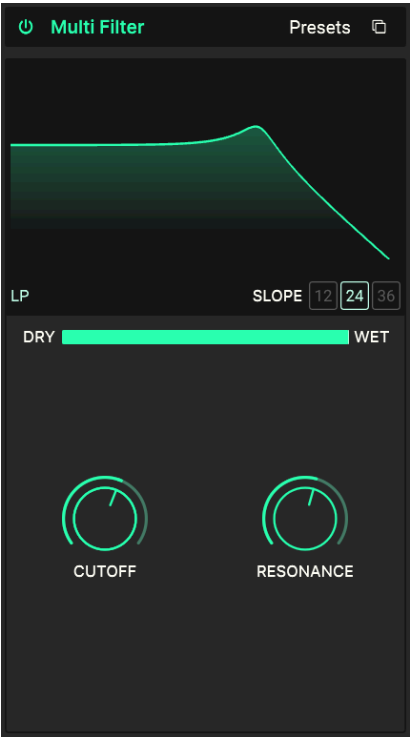 Multi Filter Presets
LP SLOPE 12 24 36
DRY WET
CUTOFF RESONANCE